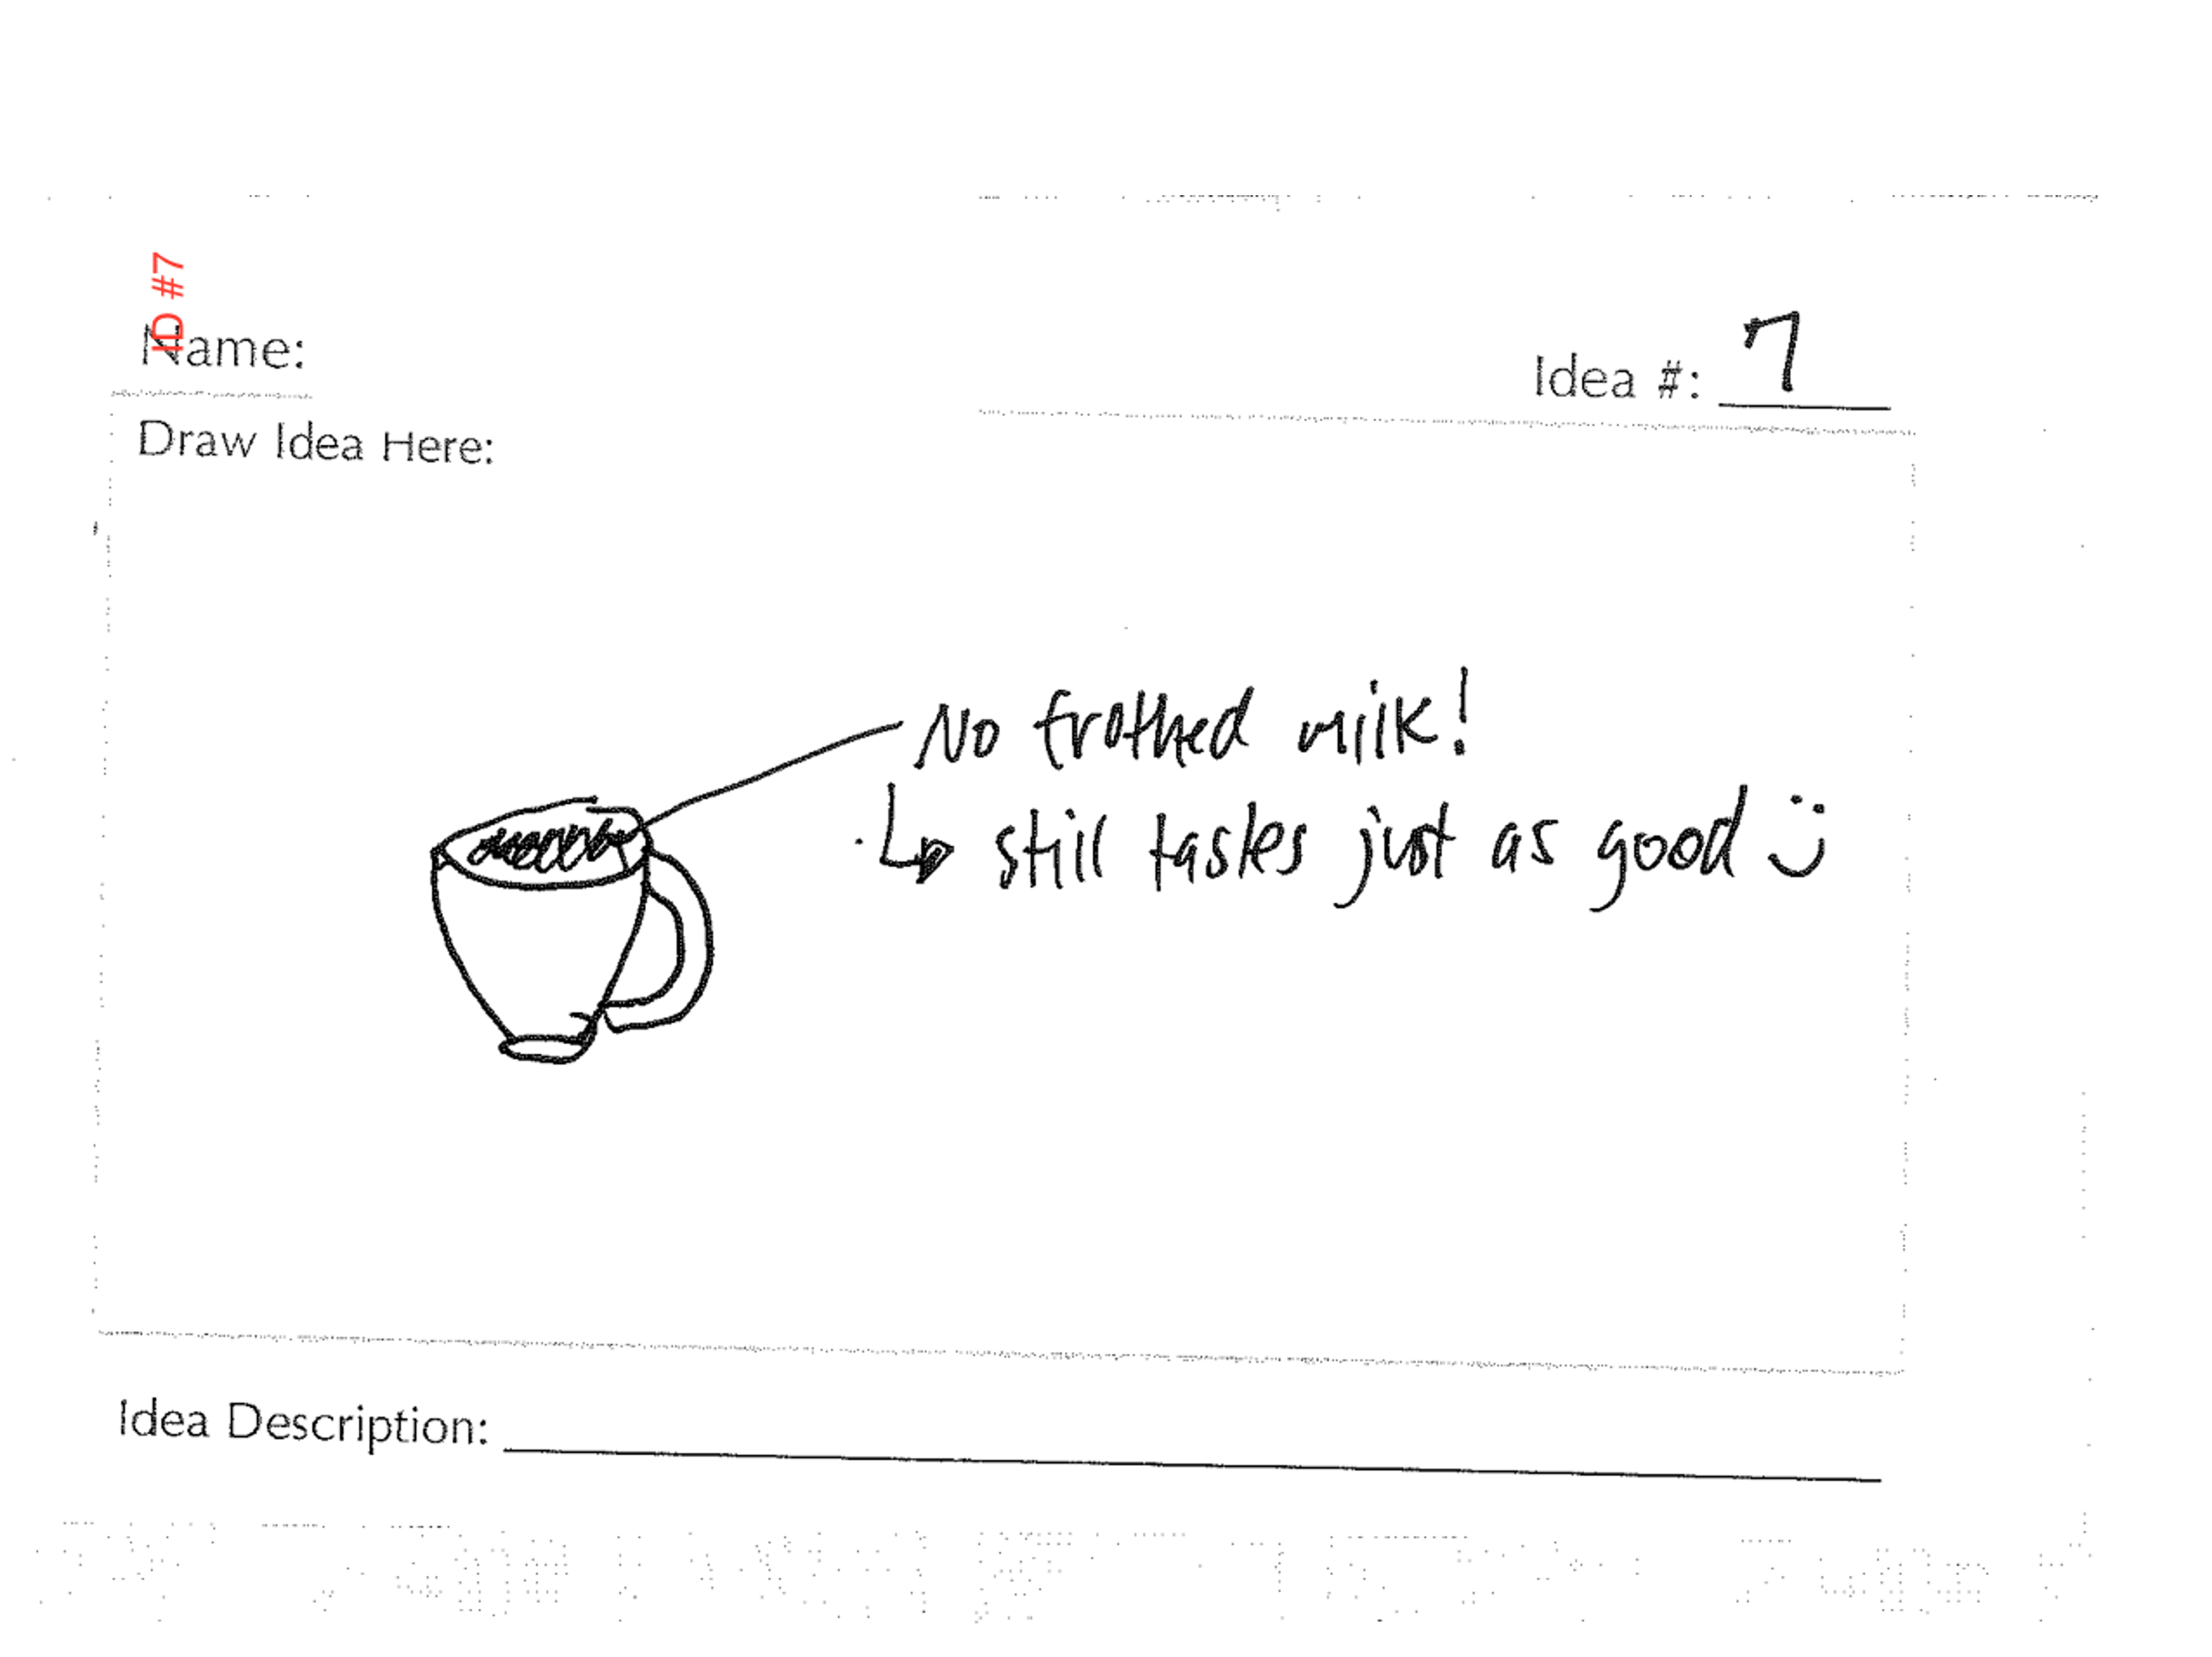 ID #7
Name:
Idea #: 7
Draw Idea Here:
No frothed milk!
still tastes just as good
Idea Description: